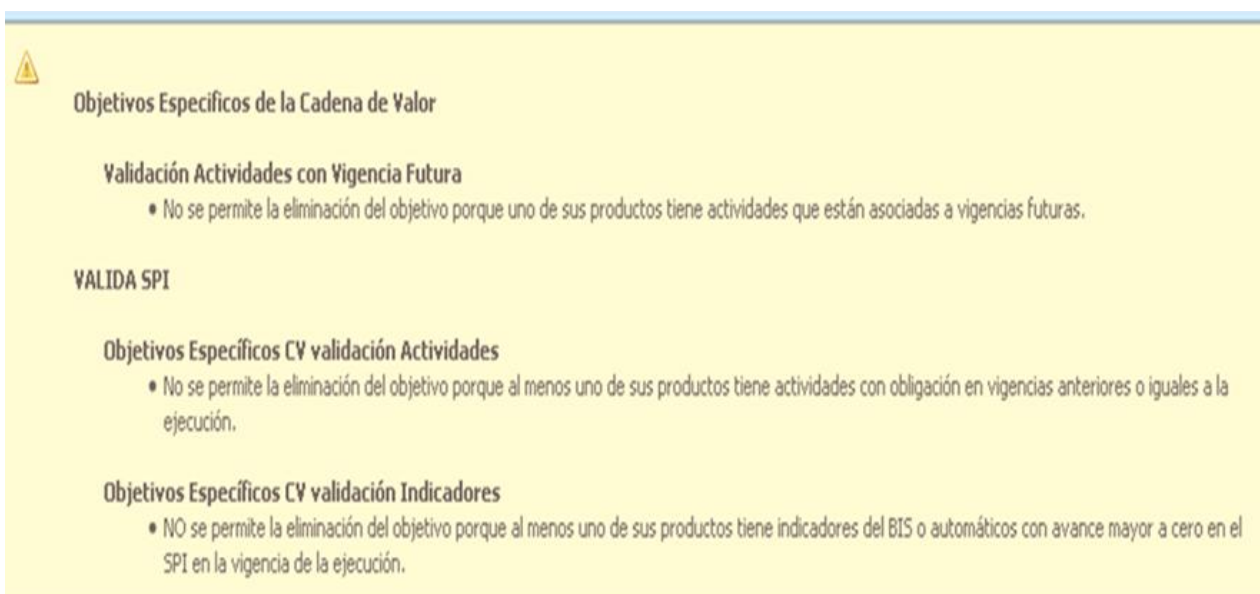 Objetivos Especificos de la Cadena de Valor
Validación Actividades con Vigencia Futura
• No se permite la eliminación del objetivo porque uno de sus productos tiene actividades que están asociadas a vigencias futuras.
VALIDA SPI
Objetivos Específicos CV validación Actividades
• No se permite la eliminación del objetivo porque al menos uno de sus productos tiene actividades con obligación en vigencias anteriores o iguales a la
ejecución.
Objetivos Específicos CV validación Indicadores
• NO se permite la eliminación del objetivo porque al menos uno de sus productos tiene indicadores del BIS o automáticos con avance mayor a cero en el
SPI en la vigencia de la ejecución.